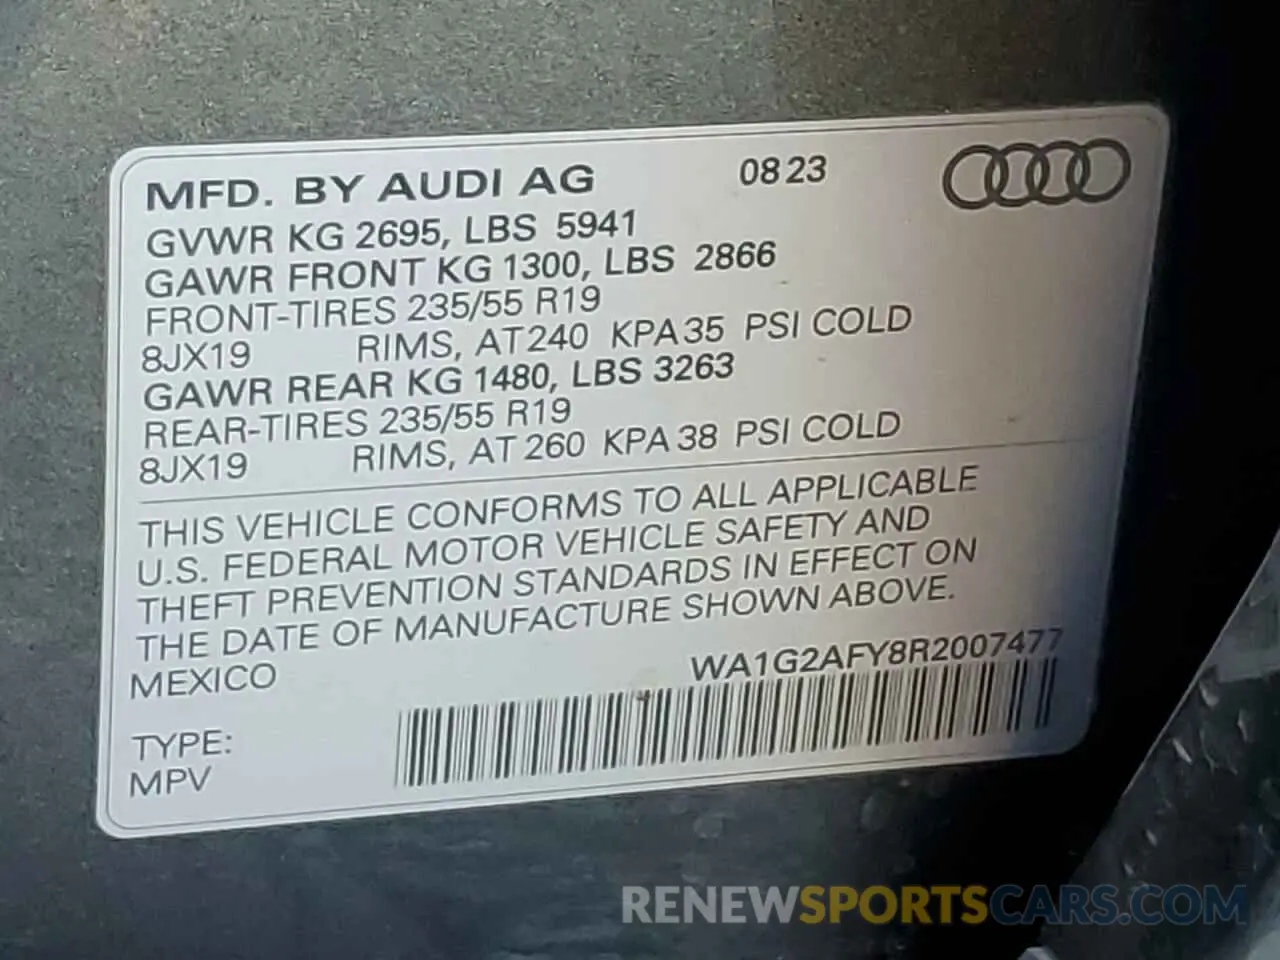 MFD. BY AUDI AG 08 23
GVWR KG 2695, LBS 5941
GAWR FRONT KG 1300, LBS 2866
FRONT-TIRES 235/55 R19
8JX19 RIMS, AT 240 KPA 35 PSI COLD
GAWR REAR KG 1480, LBS 3263
REAR-TIRES 235/55 R19
8JX19 RIMS, AT 260 KPA 38 PSI COLD
THIS VEHICLE CONFORMS TO ALL APPLICABLE
U.S. FEDERAL MOTOR VEHICLE SAFETY AND
THEFT PREVENTION STANDARDS IN EFFECT ON
THE DATE OF MANUFACTURE SHOWN ABOVE.
MEXICO WA1G2AFY8R2007477
TYPE:
MPV
RENEWSPORTSCARS.COM